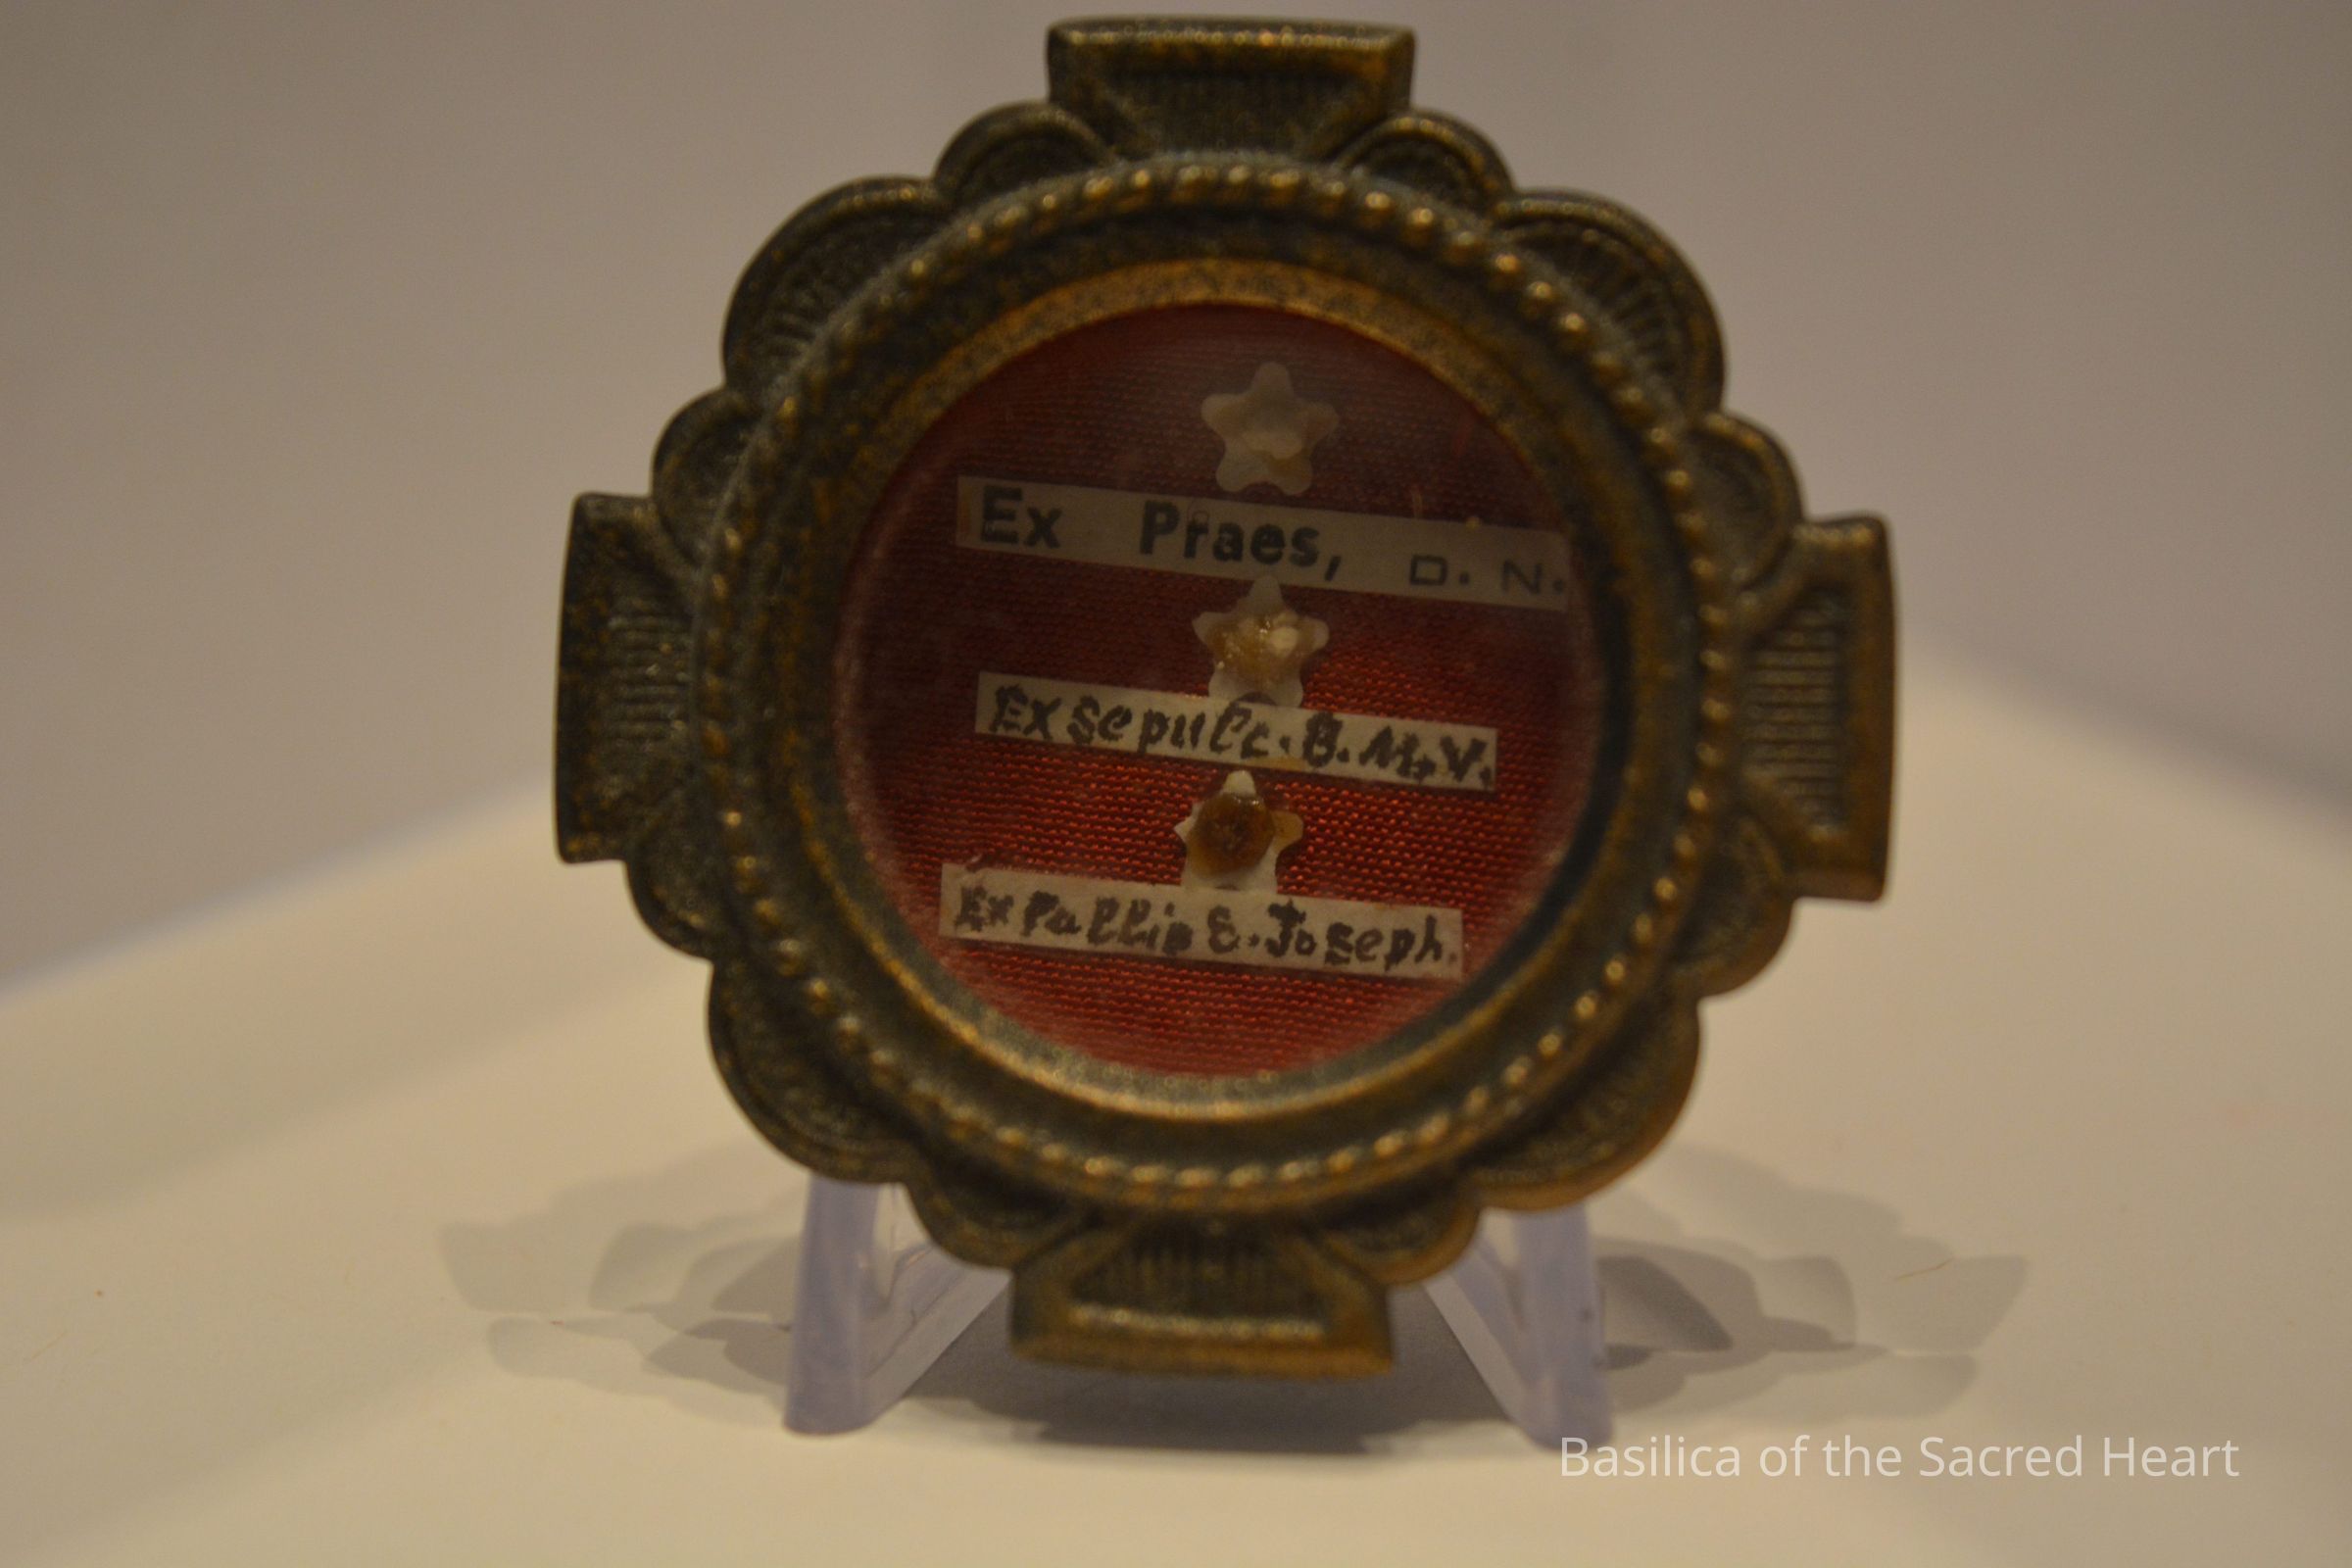 Ex Praes, D. N.
Ex sepulc. B. M. V.
Ex Pallio S. Joseph.
Basilica of the Sacred Heart